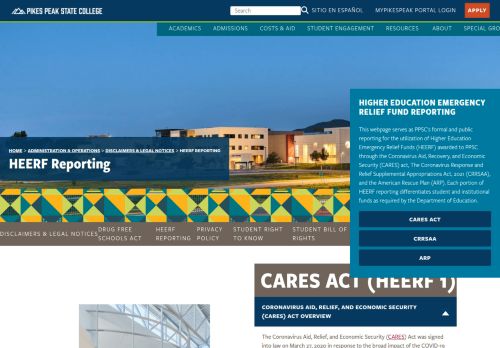 PIKES PEAK STATE COLLEGE
Search
SITIO EN ESPAÑOL
MYPIKESPEAK PORTAL LOGIN
APPLY
ACADEMICS
ADMISSIONS
COSTS & AID
STUDENT ENGAGEMENT
RESOURCES
ABOUT
SPECIAL GRO
HOME > ADMINISTRATION & OPERATIONS > DISCLAIMERS & LEGAL NOTICES > HEERF REPORTING
HEERF Reporting
HIGHER EDUCATION EMERGENCY
RELIEF FUND REPORTING
This webpage serves as PPSC's formal and public
reporting for the utilization of Higher Education
Emergency Relief Funds (HEERF) awarded to PPSC
through the Coronavirus Aid, Recovery, and Economic
Security (CARES) act, The Coronavirus Response and
Relief Supplemental Appropriations Act, 2021 (CRRSAA),
and the American Rescue Plan (ARP). Each portion of
HEERF reporting differentiates student and institutional
funds as required by the Department of Education.
CARES ACT
CRRSAA
ARP
DISCLAIMERS & LEGAL NOTICES
DRUG FREE
SCHOOLS ACT
HEERF
REPORTING
PRIVACY
POLICY
STUDENT RIGHT
TO KNOW
STUDENT BILL OF
RIGHTS
CARES ACT (HEERF 1)
CORONAVIRUS AID, RELIEF, AND ECONOMIC SECURITY
(CARES) ACT OVERVIEW
The Coronavirus Aid, Relief, and Economic Security (CARES) Act was signed
into law on March 27, 2020 in response to the broad impact of the COVID-19